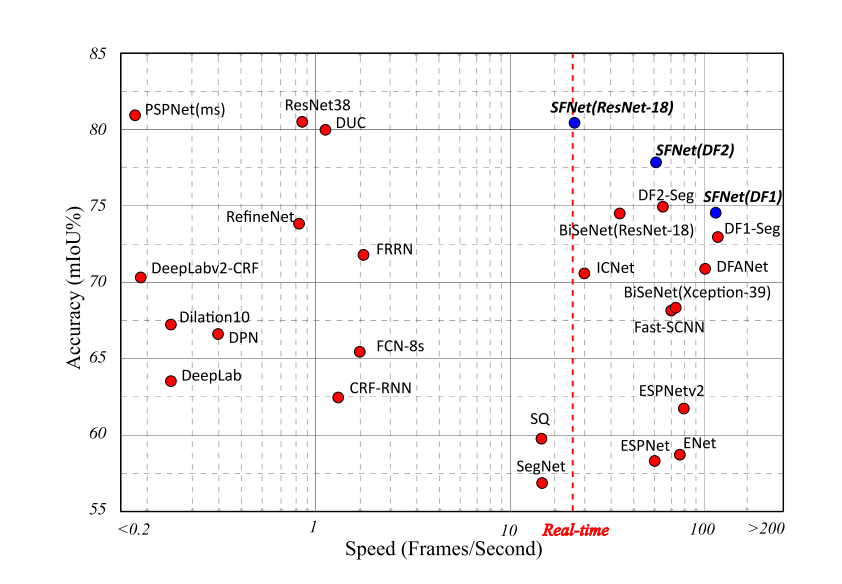 85
80
75
70
65
60
55
Accuracy (mIoU%)
PSPNet(ms)
ResNet38
DUC
SFNet(ResNet-18)
SFNet(DF2)
DF2-Seg
SFNet(DF1)
RefineNet
BiSeNet(ResNet-18)
DF1-Seg
FRRN
DeepLabv2-CRF
ICNet
DFANet
BiSeNet(Xception-39)
Dilation10
DPN
Fast-SCNN
FCN-8s
DeepLab
CRF-RNN
ESPNetv2
SQ
ESPNet
ENet
SegNet
<0.2
1
10
Real-time
100
>200
Speed (Frames/Second)